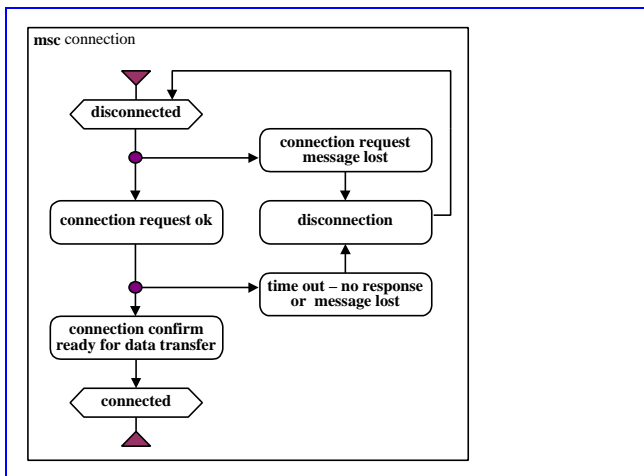 msc connection
disconnected
connection request
message lost
connection request ok
disconnection
time out – no response
or message lost
connection confirm
ready for data transfer
connected